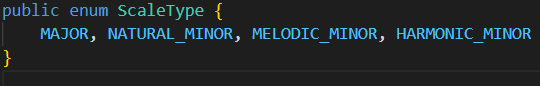 public enum ScaleType {
    MAJOR, NATURAL_MINOR, MELODIC_MINOR, HARMONIC_MINOR
}